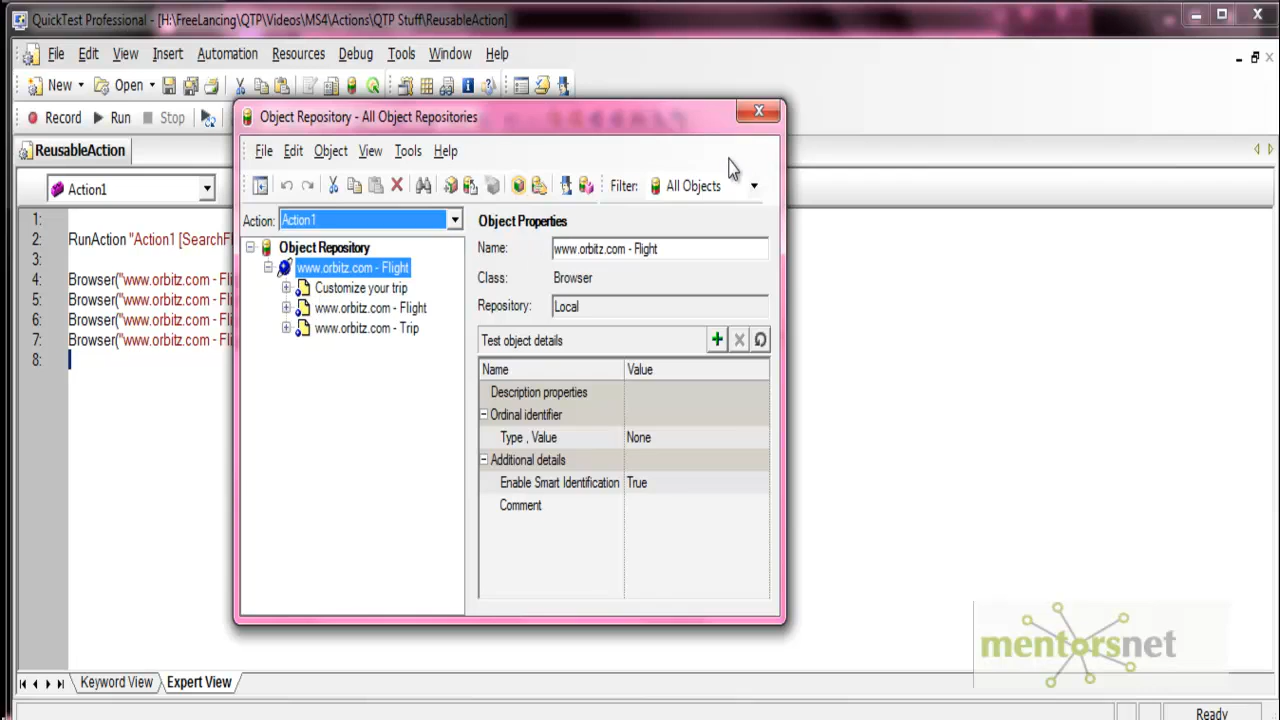 QuickTest Professional - [H:\FreeLancing\QTP\Videos\MS4\Actions\QTP Stuff\ReusableAction]
File Edit View Insert Automation Resources Debug Tools Window Help
New Open
Record Run Stop
ReusableAction
Action1
1:
2: RunAction "Action1 [SearchFl
3:
4: Browser("www.orbitz.com - Fli
5: Browser("www.orbitz.com - Fli
6: Browser("www.orbitz.com - Fli
7: Browser("www.orbitz.com - Fli
8:
Object Repository - All Object Repositories
File Edit Object View Tools Help
Filter: All Objects
Action: Action1
Object Repository
www.orbitz.com - Flight
Customize your trip
www.orbitz.com - Flight
www.orbitz.com - Trip
Object Properties
Name: www.orbitz.com - Flight
Class: Browser
Repository: Local
Test object details
Name Value
Description properties
Ordinal identifier
Type , Value None
Additional details
Enable Smart Identification True
Comment
mentorsnet
Keyword View Expert View
Ready